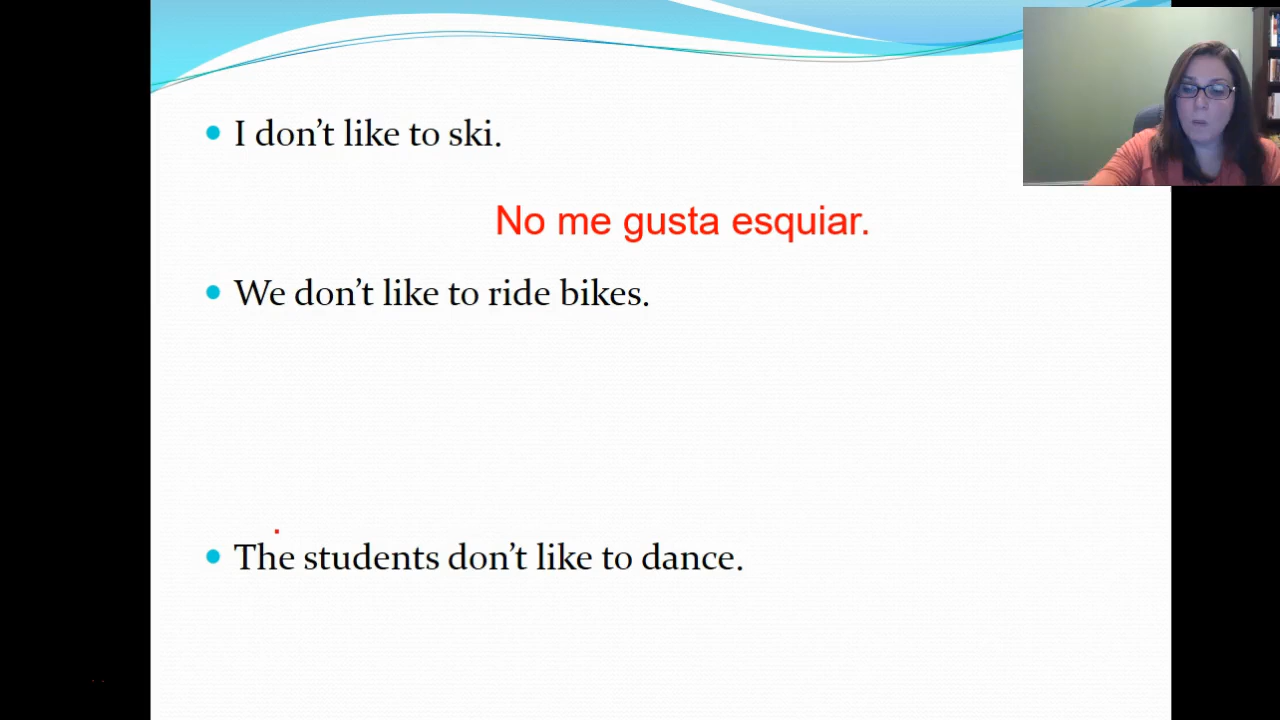 I don't like to ski.
No me gusta esquiar.
We don't like to ride bikes.
The students don't like to dance.